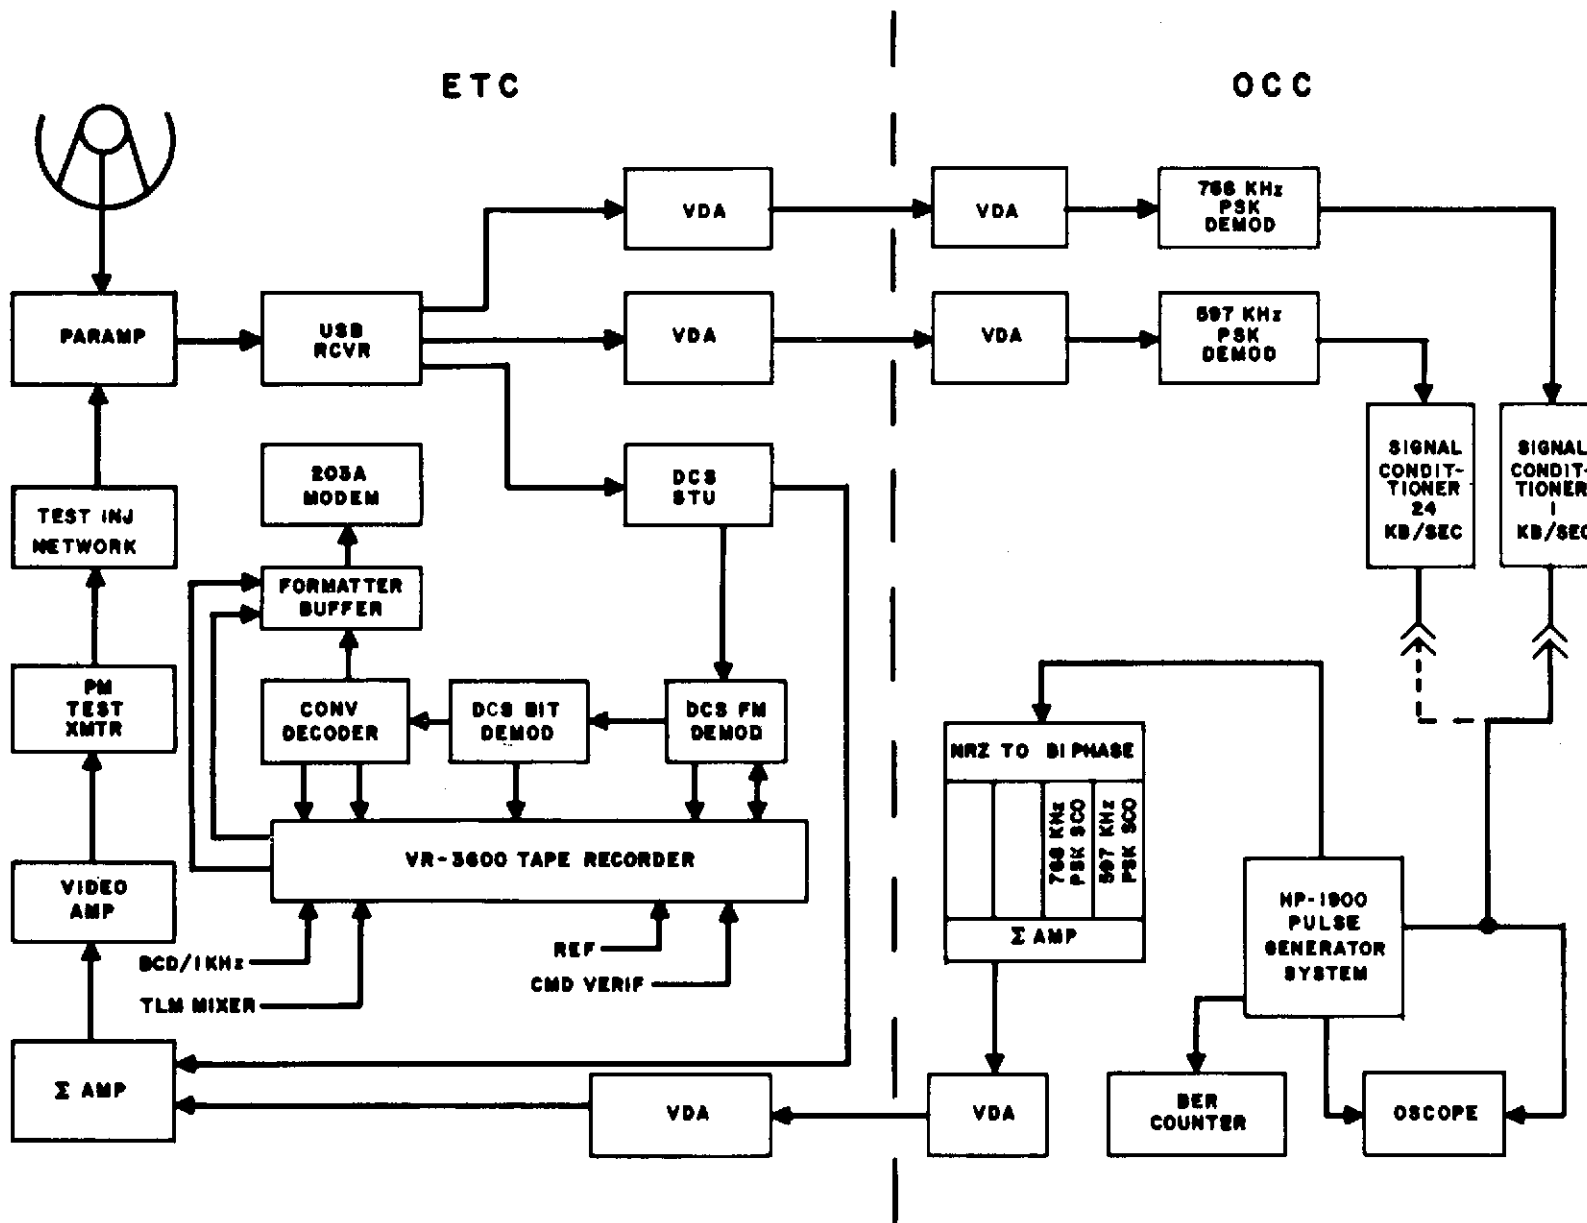 ETC
OCC
VDA
VDA
768 KHz
PSK
DEMOD
PARAMP
USB
RCVR
VDA
VDA
597 KHz
PSK
DEMOD
203A
MODEM
DCS
STU
SIGNAL
CONDIT-
TIONER
24
KB/SEC
SIGNAL
CONDIT-
TIONER
1
KB/SEC
TEST INJ
NETWORK
FORMATTER
BUFFER
PM
TEST
XMTR
CONV
DECODER
DCS BIT
DEMOD
DCS FM
DEMOD
NRZ TO BIPHASE
768 KHz
PSK SCO
597 KHz
PSK SCO
Σ AMP
VR-3600 TAPE RECORDER
VIDEO
AMP
HP-1900
PULSE
GENERATOR
SYSTEM
BCD/1KHz
TLM MIXER
REF
CMD VERIF
Σ AMP
VDA
VDA
BER
COUNTER
OSCOPE